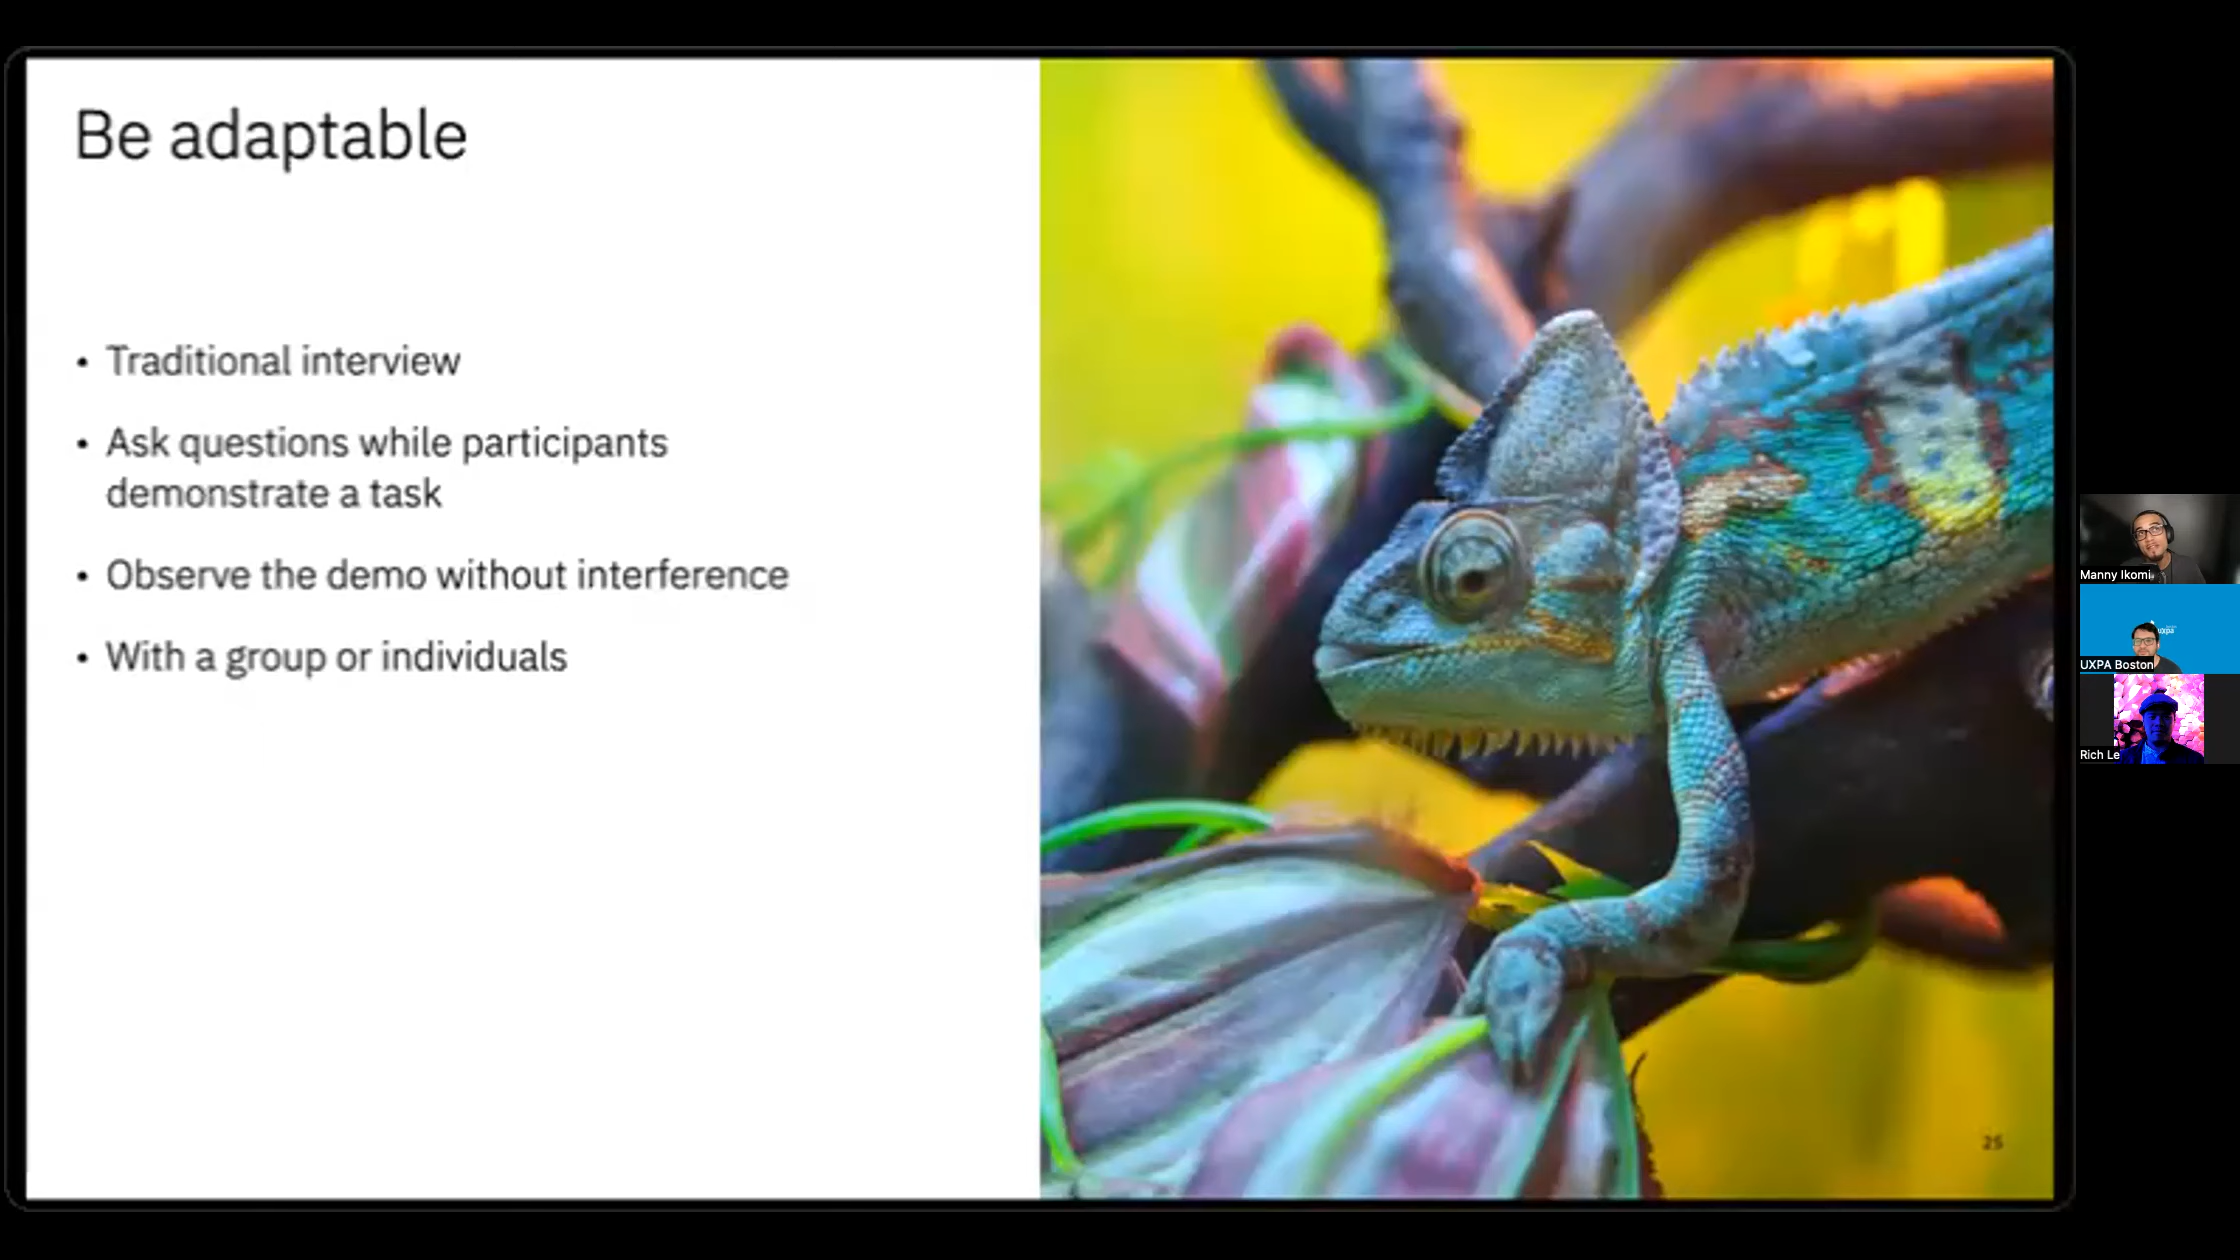 Be adaptable
• Traditional interview
• Ask questions while participants
demonstrate a task
• Observe the demo without interference
• With a group or individuals
25
Manny Ikomi
uxpa
UXPA Boston
Rich Le